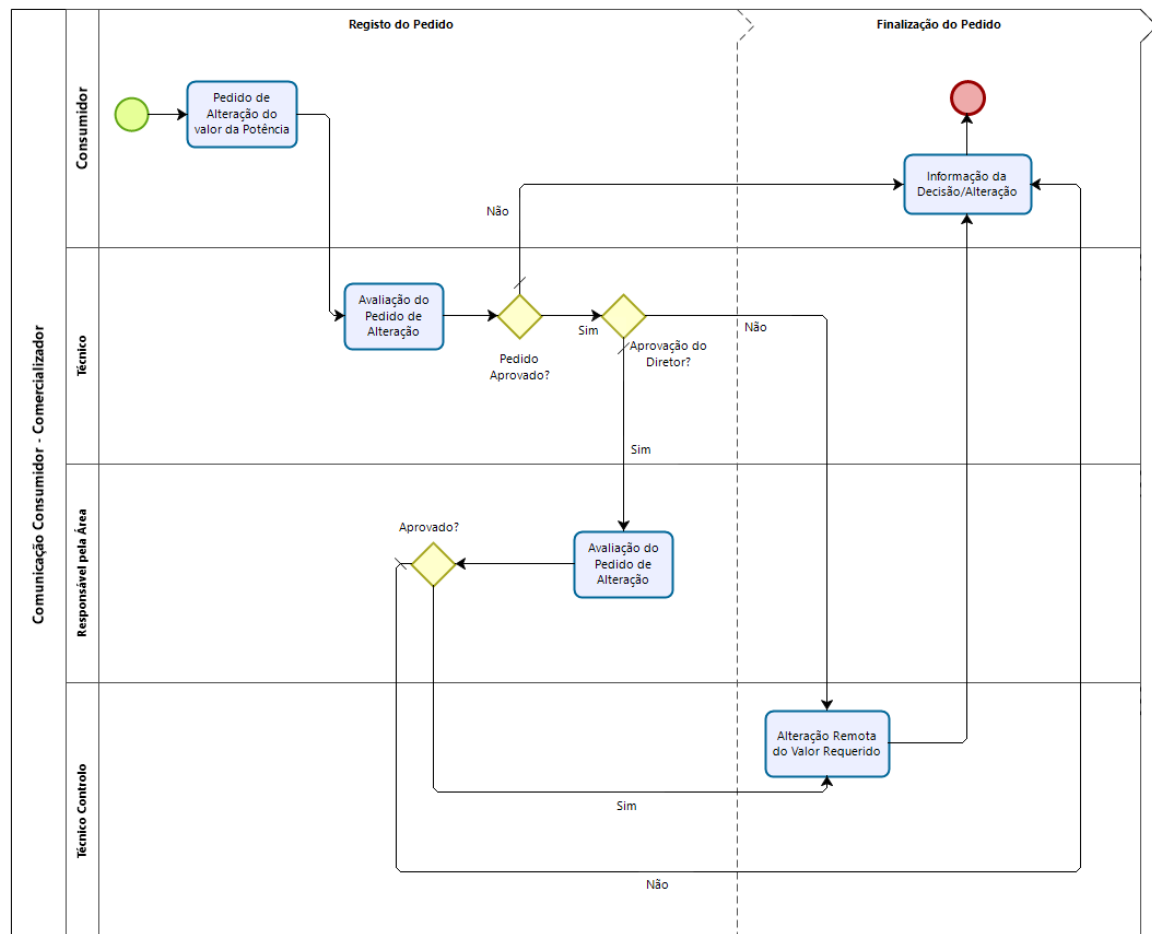 Registo do Pedido
Finalização do Pedido
Comunicação Consumidor - Comercializador
Consumidor
Pedido de
Alteração do
valor da Potência
Informação da
Decisão/Alteração
Não
Técnico
Avaliação do
Pedido de
Alteração
Pedido
Aprovado?
Sim
Aprovação do
Diretor?
Não
Sim
Responsável pela Área
Aprovado?
Avaliação do
Pedido de
Alteração
Técnico Controlo
Alteração Remota
do Valor Requerido
Sim
Não